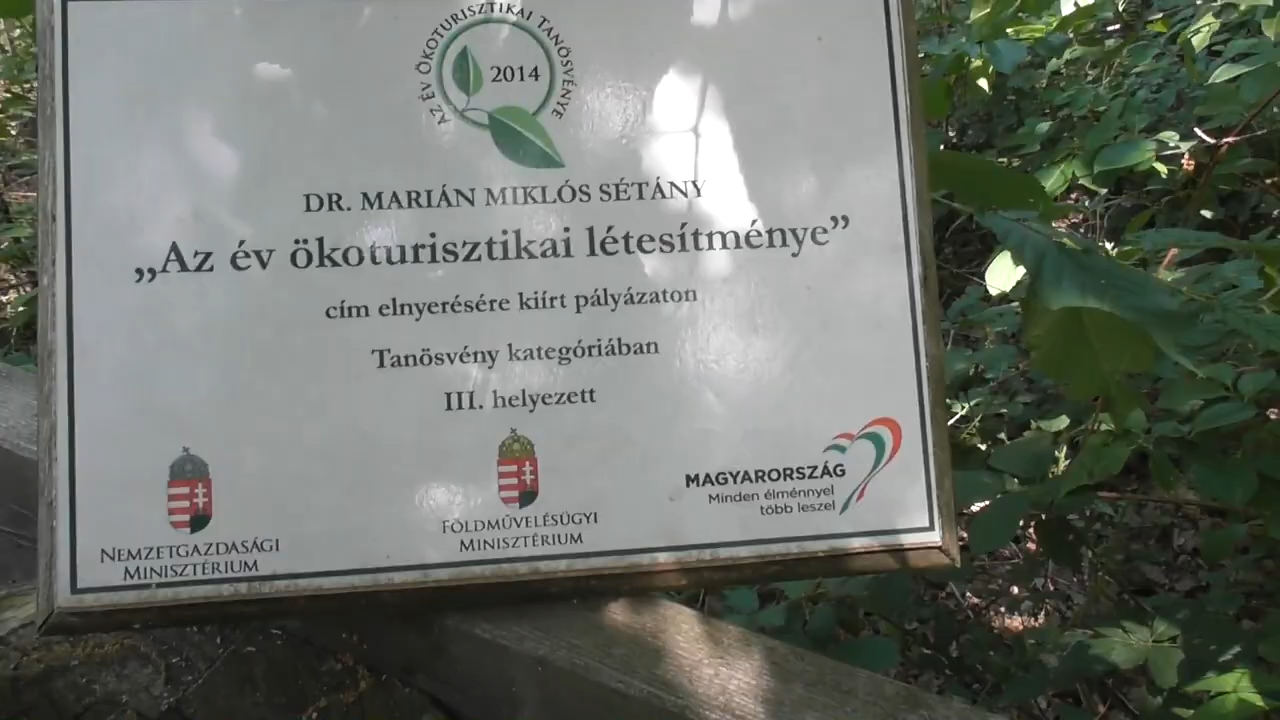 AZ ÉV ÖKOTURISZTIKAI TANÖSVÉNYE
2014
DR. MARIÁN MIKLÓS SÉTÁNY
„Az év ökoturisztikai létesítménye”
cím elnyerésére kiírt pályázaton
Tanösvény kategóriában
III. helyezett
NEMZETGAZDASÁGI
MINISZTÉRIUM
FÖLDMŰVELÉSÜGYI
MINISZTÉRIUM
MAGYARORSZÁG
Minden élménnyel
több leszel